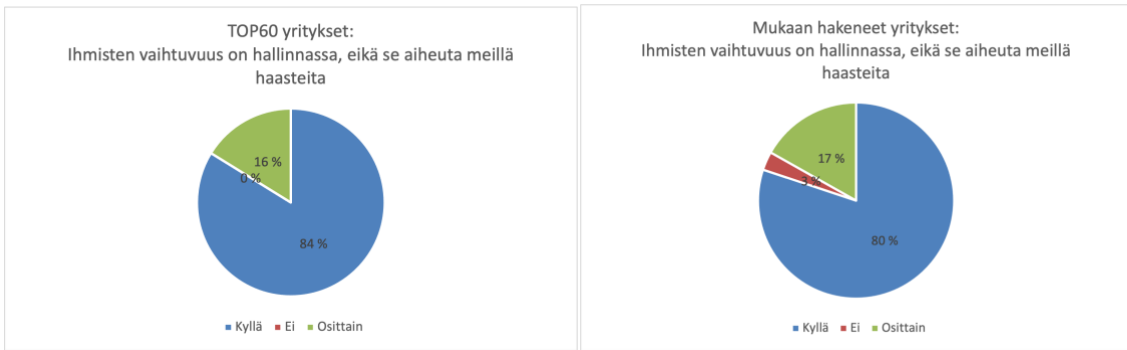 TOP60 yritykset:
Ihmisten vaihtuvuus on hallinnassa, eikä se aiheuta meillä
haasteita
16 %
0 %
84 %
Kyllä Ei Osittain
Mukaan hakeneet yritykset:
Ihmisten vaihtuvuus on hallinnassa, eikä se aiheuta meillä
haasteita
17 %
3 %
80 %
Kyllä Ei Osittain